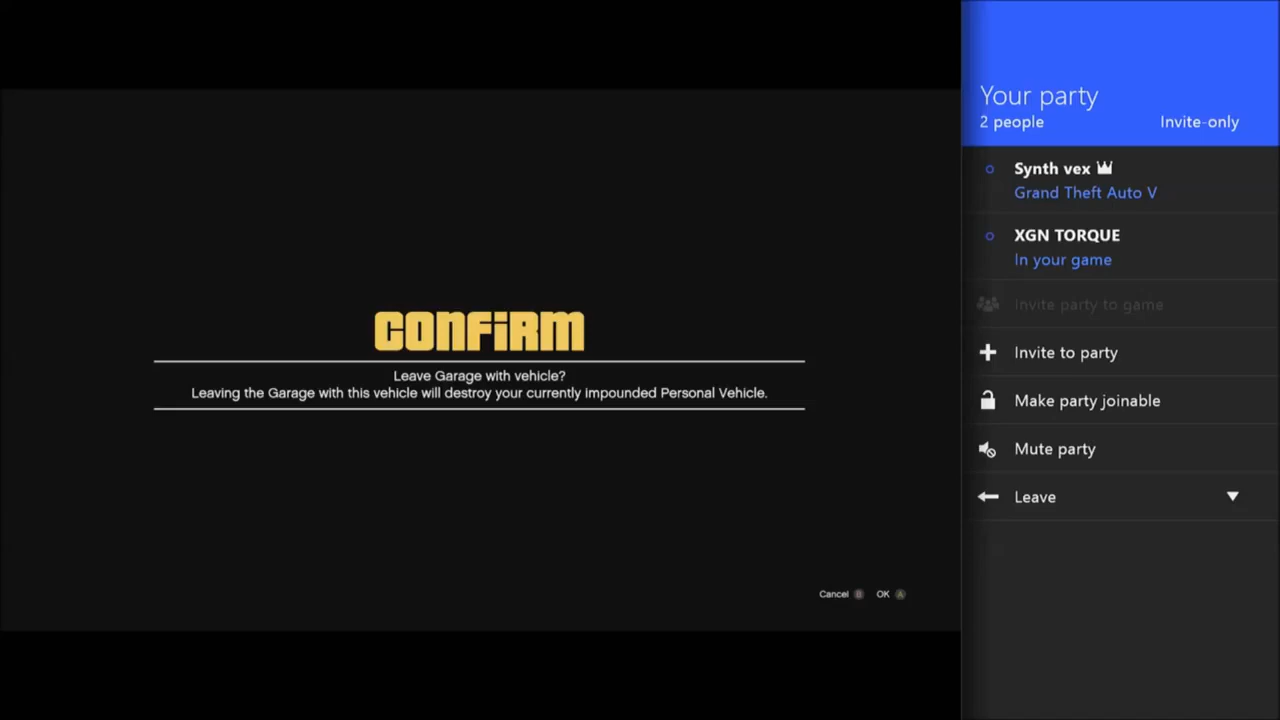 CONFIRM
Leave Garage with vehicle?
Leaving the Garage with this vehicle will destroy your currently impounded Personal Vehicle.
Cancel B OK A
Your party
2 people Invite-only
Synth vex
Grand Theft Auto V
XGN TORQUE
In your game
Invite party to game
Invite to party
Make party joinable
Mute party
Leave